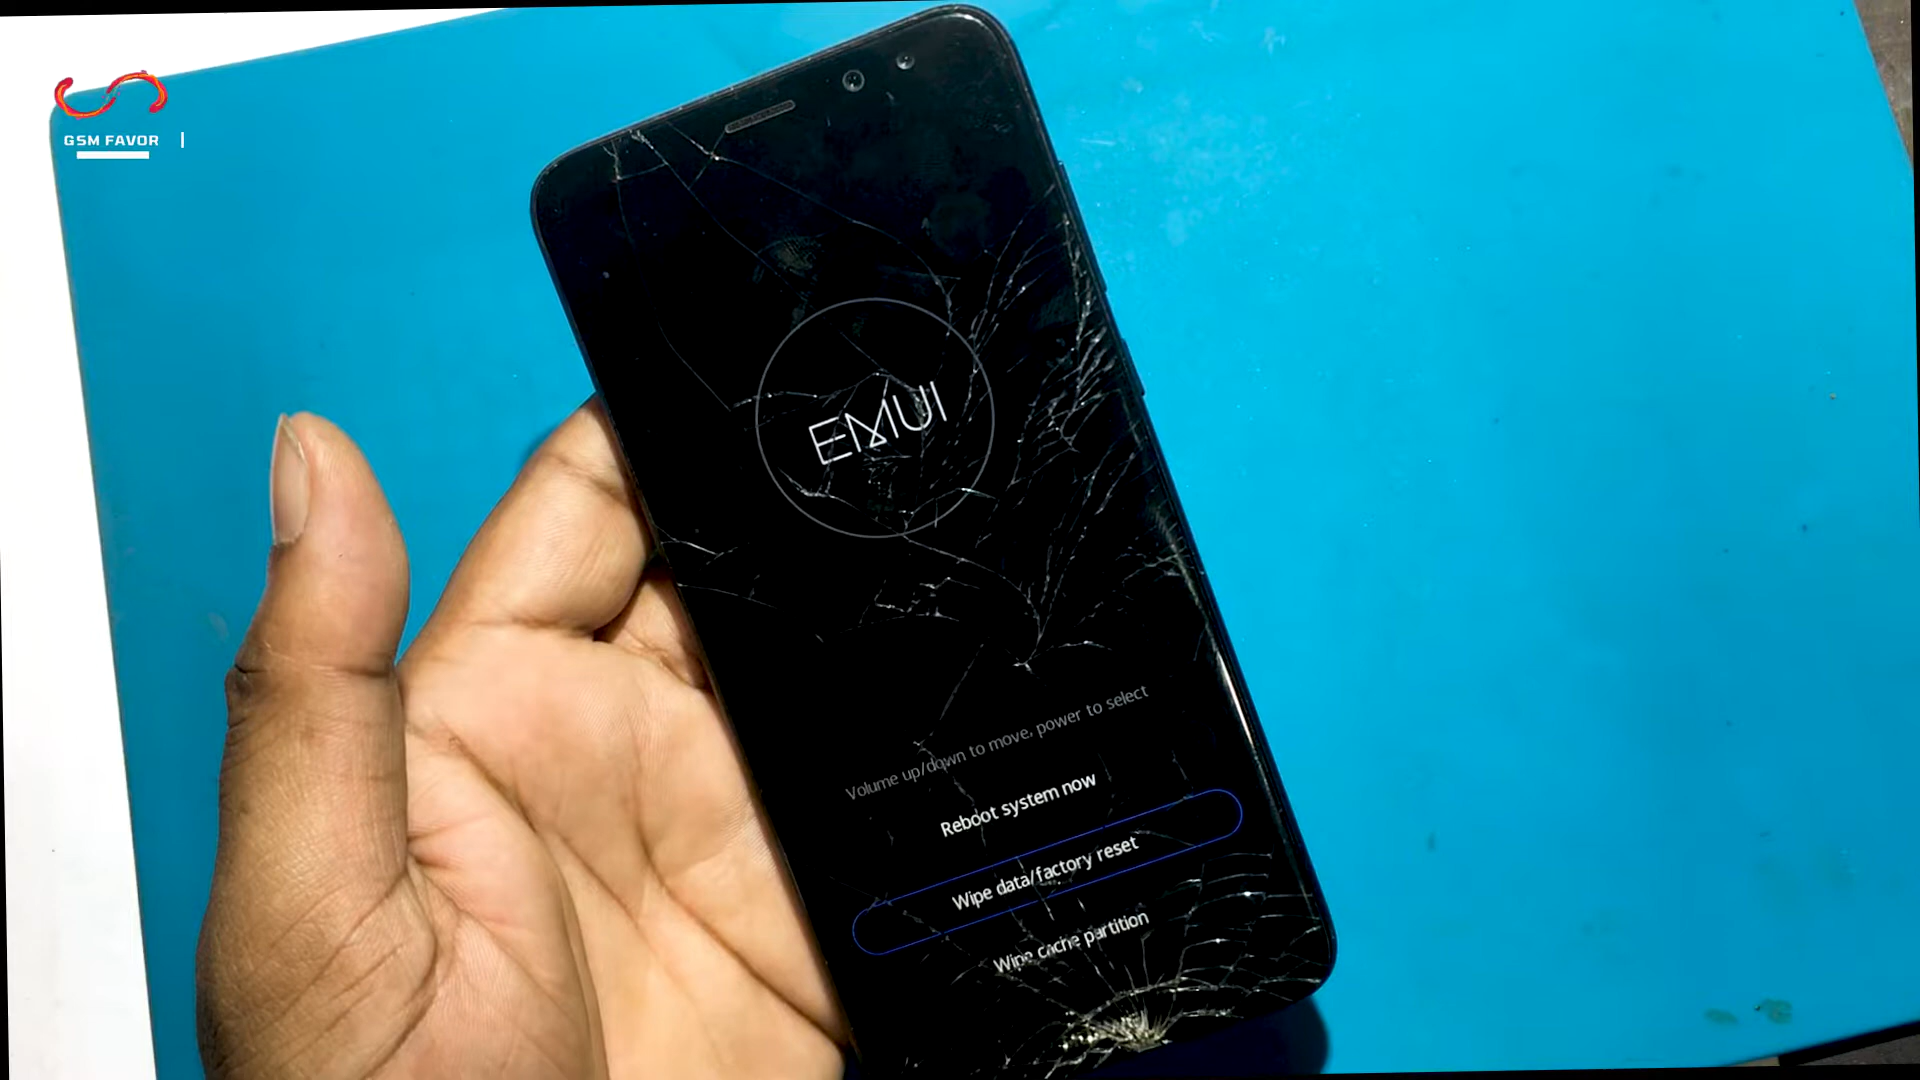 GSM FAVOR
EMUI
Volume up/down to move, power to select
Reboot system now
Wipe data/factory reset
Wipe cache partition